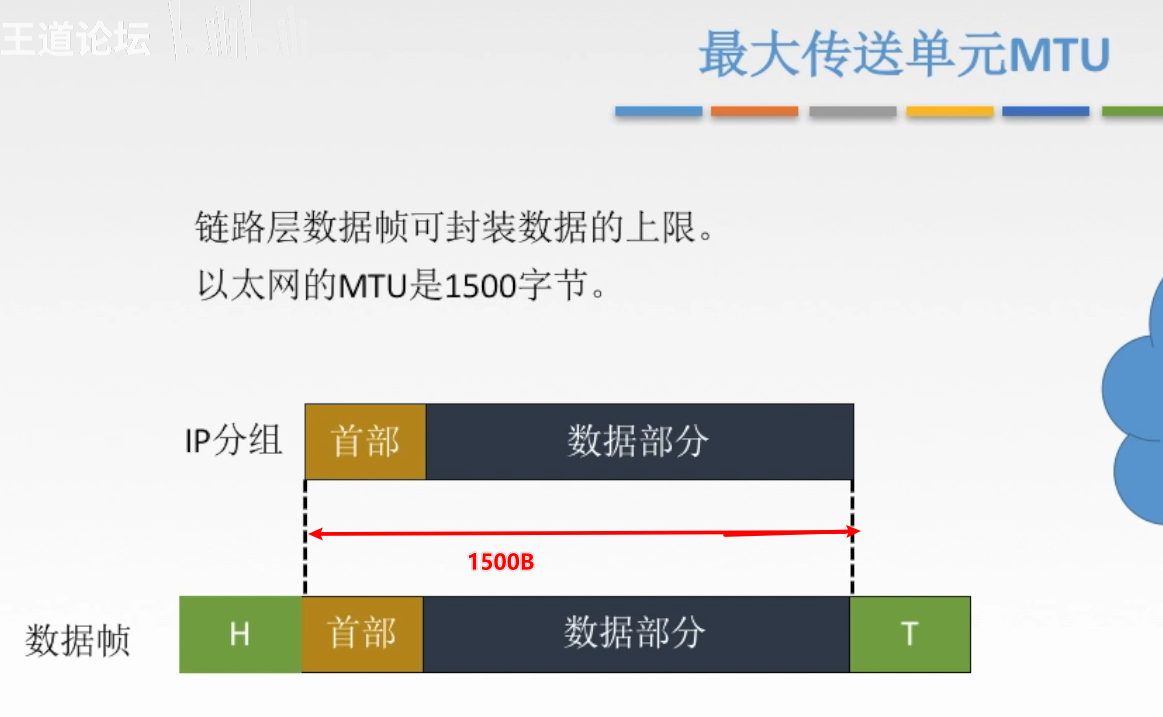 王道论坛
最大传送单元MTU
链路层数据帧可封装数据的上限。
以太网的MTU是1500字节。
IP分组 首部 数据部分
1500B
数据帧 H 首部 数据部分 T